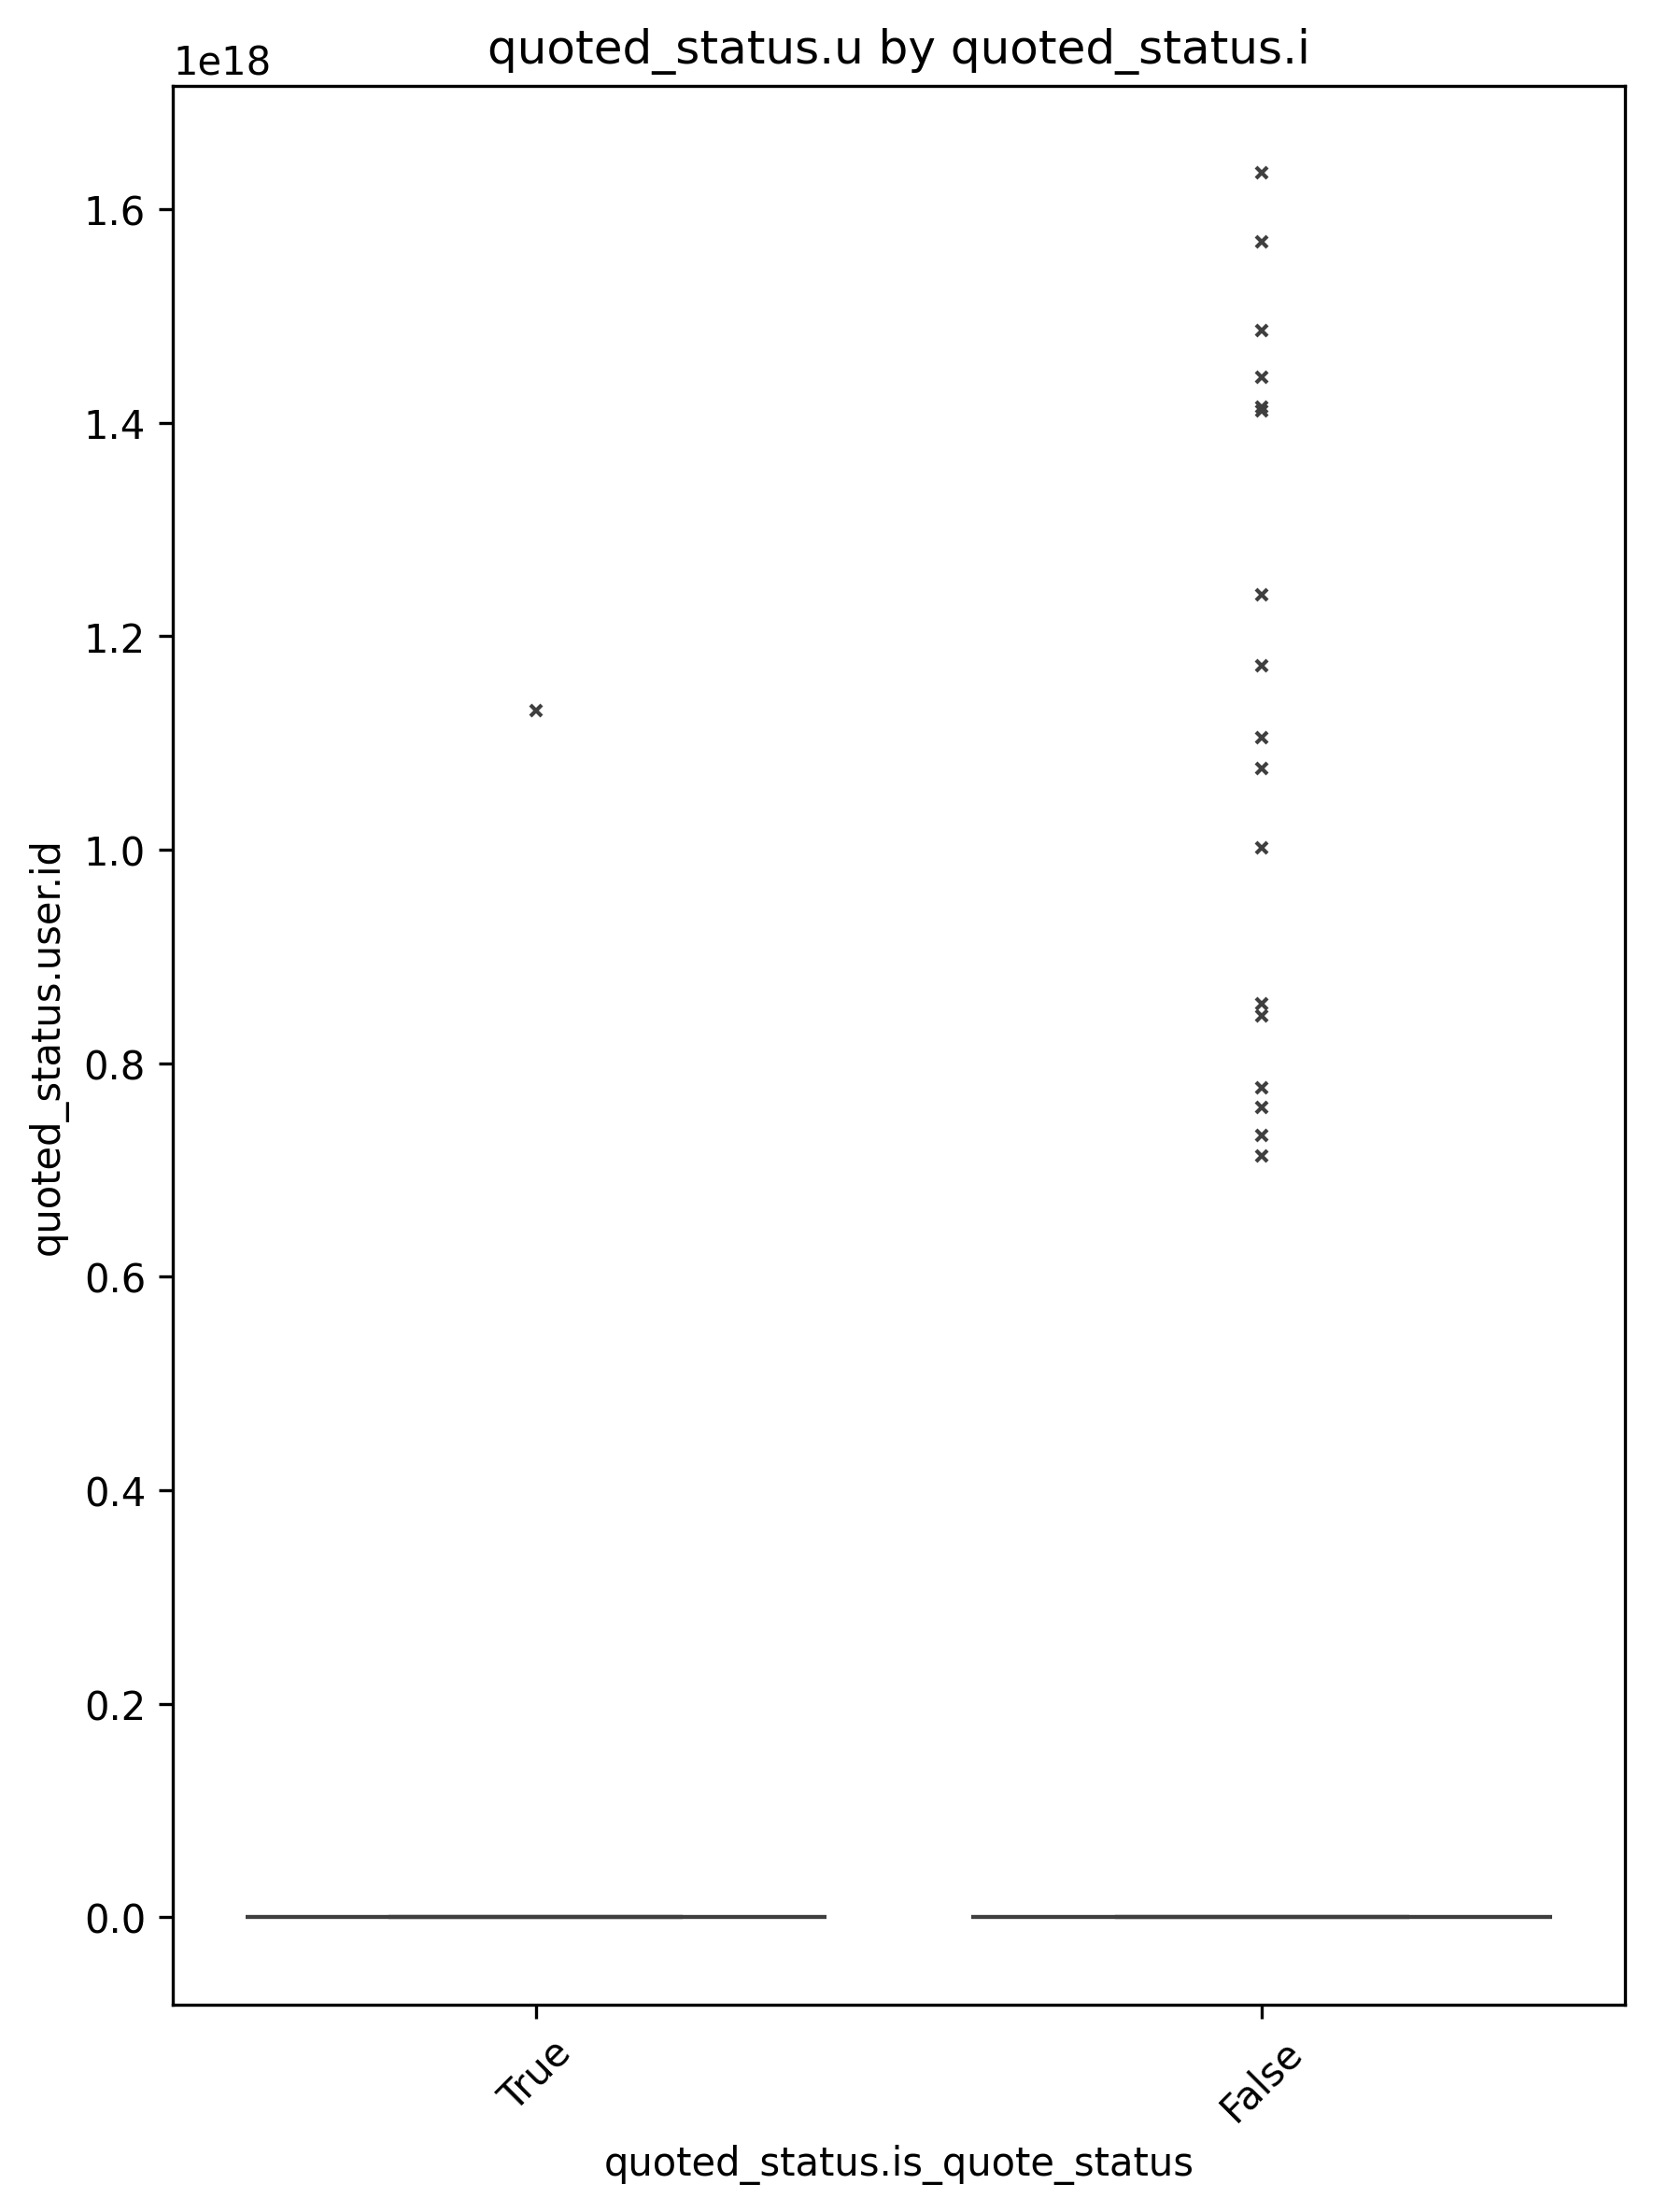 quoted_status.u by quoted_status.i
1e18
1.6
1.4
1.2
1.0
0.8
0.6
0.4
0.2
0.0
quoted_status.user.id
True
False
quoted_status.is_quote_status